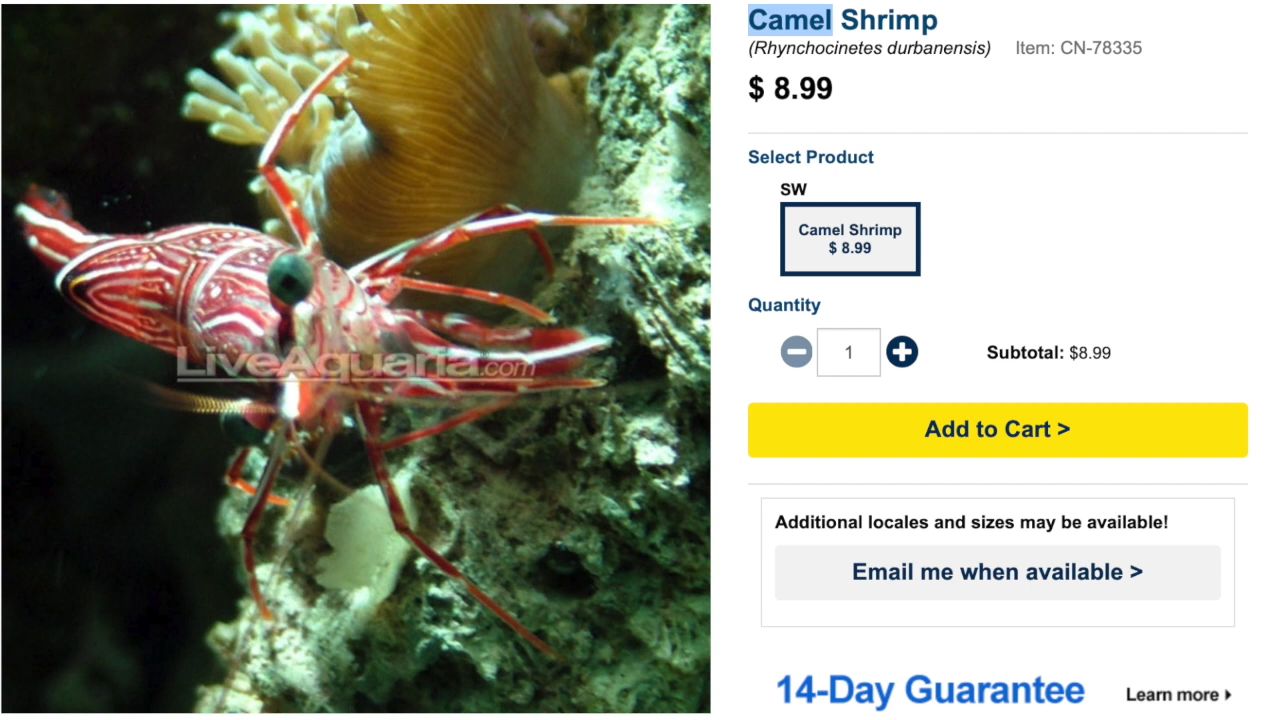 LiveAquaria.com
Camel Shrimp
(Rhynchocinetes durbanensis) Item: CN-78335
$ 8.99
Select Product
SW
Camel Shrimp
$ 8.99
Quantity
1
Subtotal: $8.99
Add to Cart >
Additional locales and sizes may be available!
Email me when available >
14-Day Guarantee Learn more